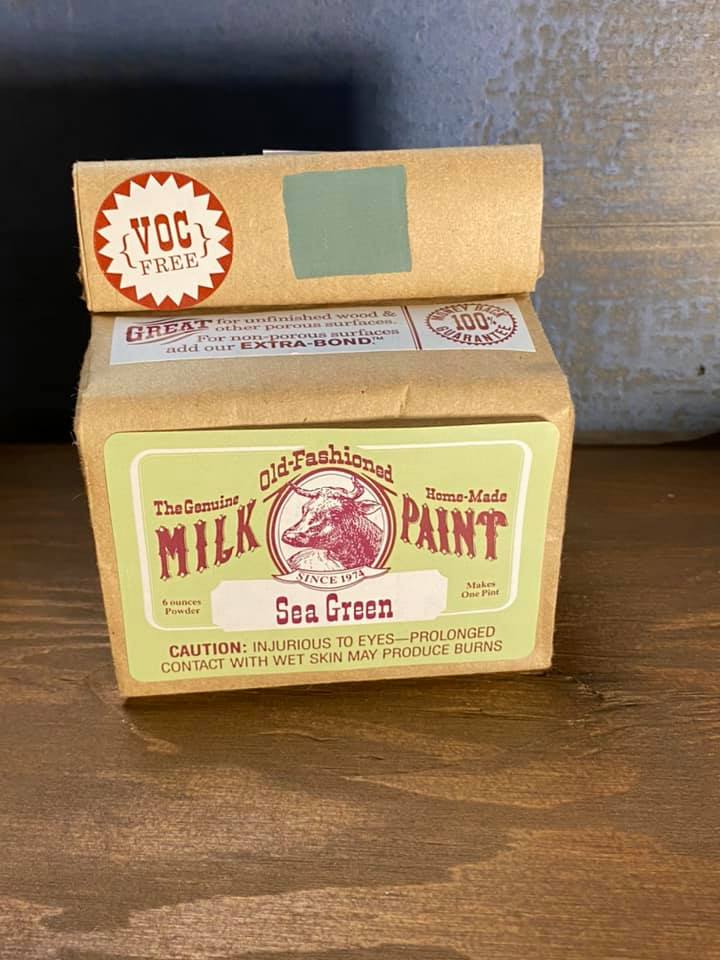 {VOC}
FREE
GREAT for unfinished wood &
other porous surfaces.
For non-porous surfaces
add our EXTRA-BOND.™
MONEY BACK
100%
GUARANTEE
Old-Fashioned
The Genuine
Home-Made
MILK PAINT
SINCE 1974
6 ounces
Powder
Makes
One Pint
Sea Green
CAUTION: INJURIOUS TO EYES—PROLONGED
CONTACT WITH WET SKIN MAY PRODUCE BURNS